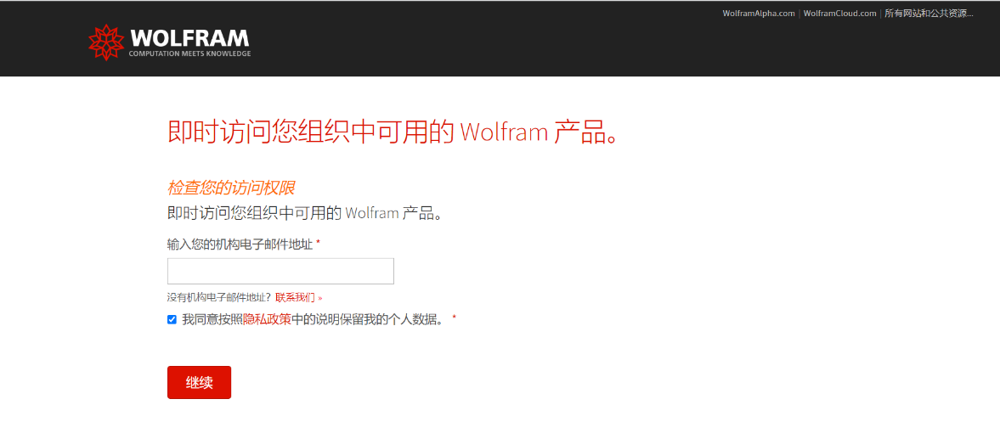 WolframAlpha.com | WolframCloud.com | 所有网站和公共资源...
WOLFRAM
COMPUTATION MEETS KNOWLEDGE
即时访问您组织中可用的 Wolfram 产品。
检查您的访问权限
即时访问您组织中可用的 Wolfram 产品。
输入您的机构电子邮件地址 *
没有机构电子邮件地址? 联系我们 »
我同意按照隐私政策中的说明保留我的个人数据。 *
继续